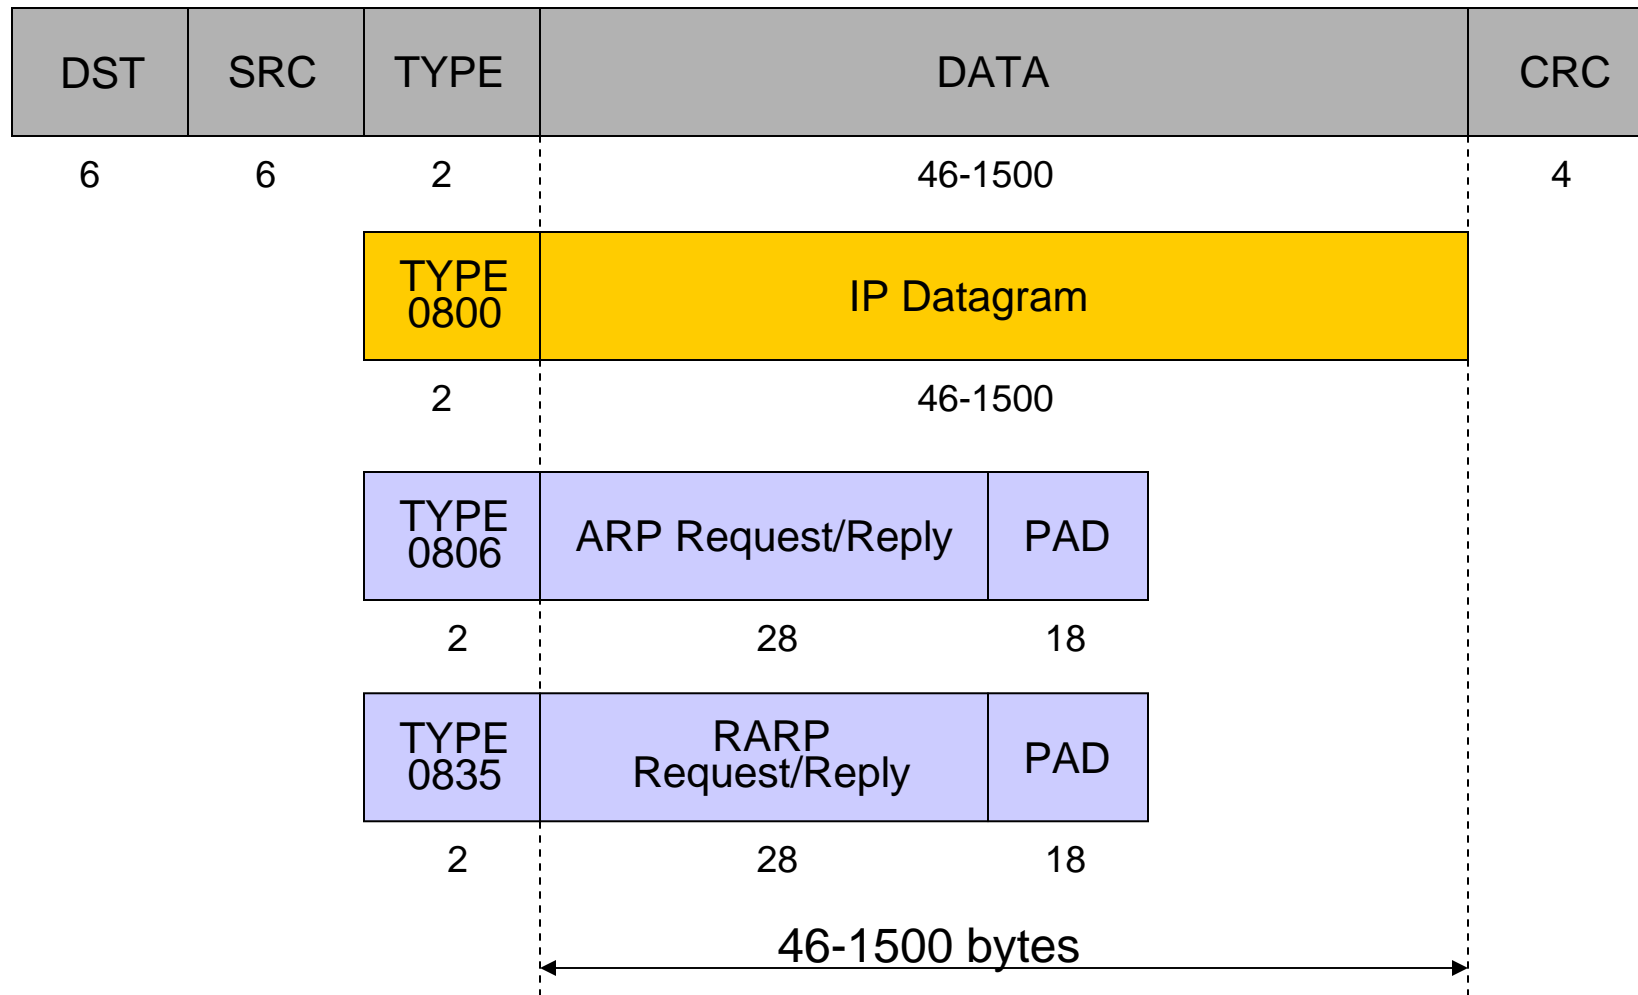 DST SRC TYPE DATA CRC
6 6 2 46-1500 4
TYPE
0800
IP Datagram
2 46-1500
TYPE
0806
ARP Request/Reply PAD
2 28 18
TYPE
0835
RARP
Request/Reply
PAD
2 28 18
46-1500 bytes